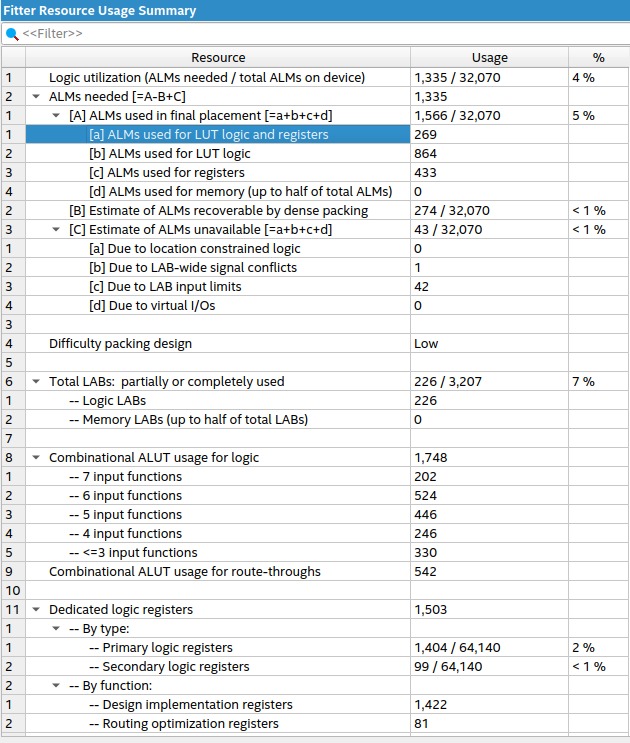 Fitter Resource Usage Summary
<<Filter>>
Resource Usage %
1 Logic utilization (ALMs needed / total ALMs on device) 1,335 / 32,070 4 %
2 ALMs needed [=A-B+C] 1,335
1 [A] ALMs used in final placement [=a+b+c+d] 1,566 / 32,070 5 %
1 [a] ALMs used for LUT logic and registers 269
2 [b] ALMs used for LUT logic 864
3 [c] ALMs used for registers 433
4 [d] ALMs used for memory (up to half of total ALMs) 0
2 [B] Estimate of ALMs recoverable by dense packing 274 / 32,070 < 1 %
3 [C] Estimate of ALMs unavailable [=a+b+c+d] 43 / 32,070 < 1 %
1 [a] Due to location constrained logic 0
2 [b] Due to LAB-wide signal conflicts 1
3 [c] Due to LAB input limits 42
4 [d] Due to virtual I/Os 0
3
4 Difficulty packing design Low
5
6 Total LABs: partially or completely used 226 / 3,207 7 %
1 -- Logic LABs 226
2 -- Memory LABs (up to half of total LABs) 0
7
8 Combinational ALUT usage for logic 1,748
1 -- 7 input functions 202
2 -- 6 input functions 524
3 -- 5 input functions 446
4 -- 4 input functions 246
5 -- <=3 input functions 330
9 Combinational ALUT usage for route-throughs 542
10
11 Dedicated logic registers 1,503
1 -- By type:
1 -- Primary logic registers 1,404 / 64,140 2 %
2 -- Secondary logic registers 99 / 64,140 < 1 %
2 -- By function:
1 -- Design implementation registers 1,422
2 -- Routing optimization registers 81